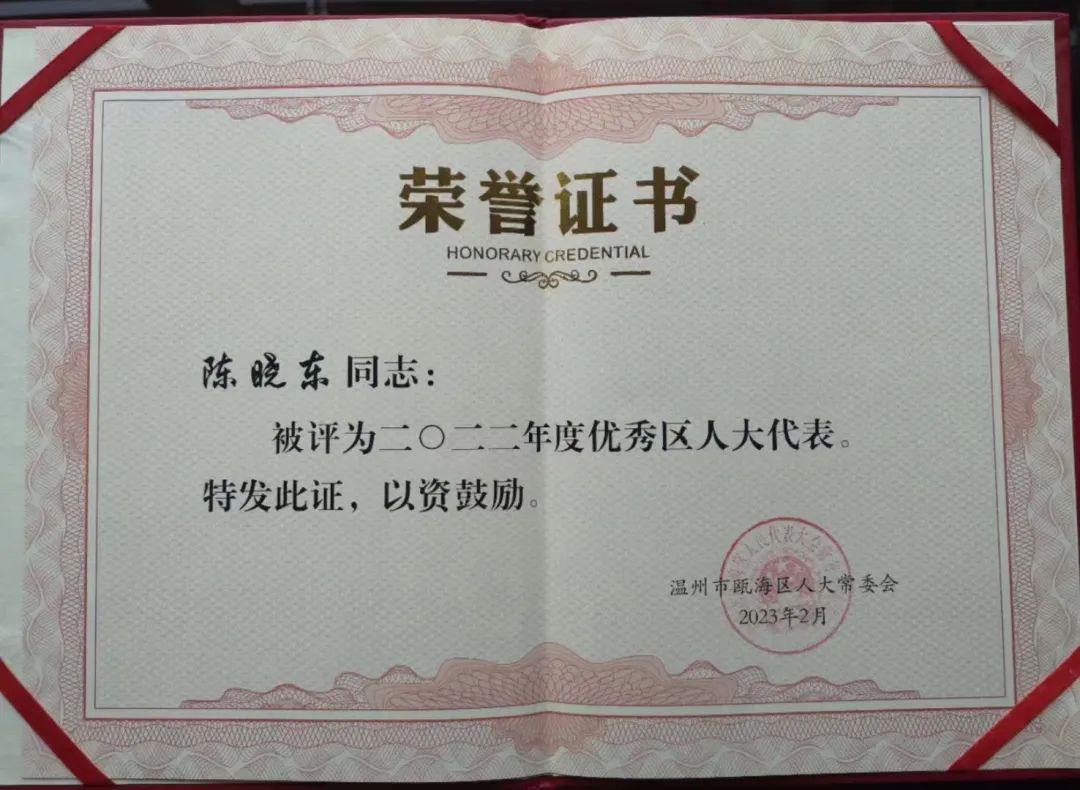 荣誉证书
HONORARY CREDENTIAL
陈晓东 同志：
被评为二〇二二年度优秀区人大代表。
特发此证，以资鼓励。
温州市瓯海区人大常委会
2023年2月